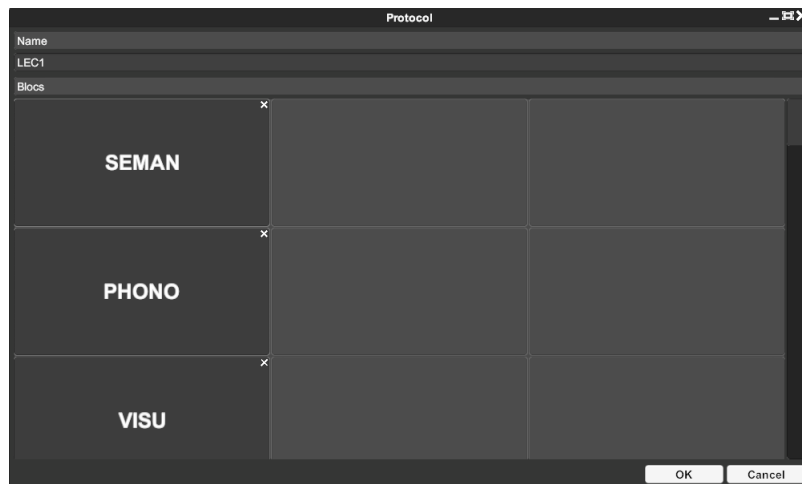 Protocol
Name
LEC1
Blocs
SEMAN
PHONO
VISU
OK Cancel